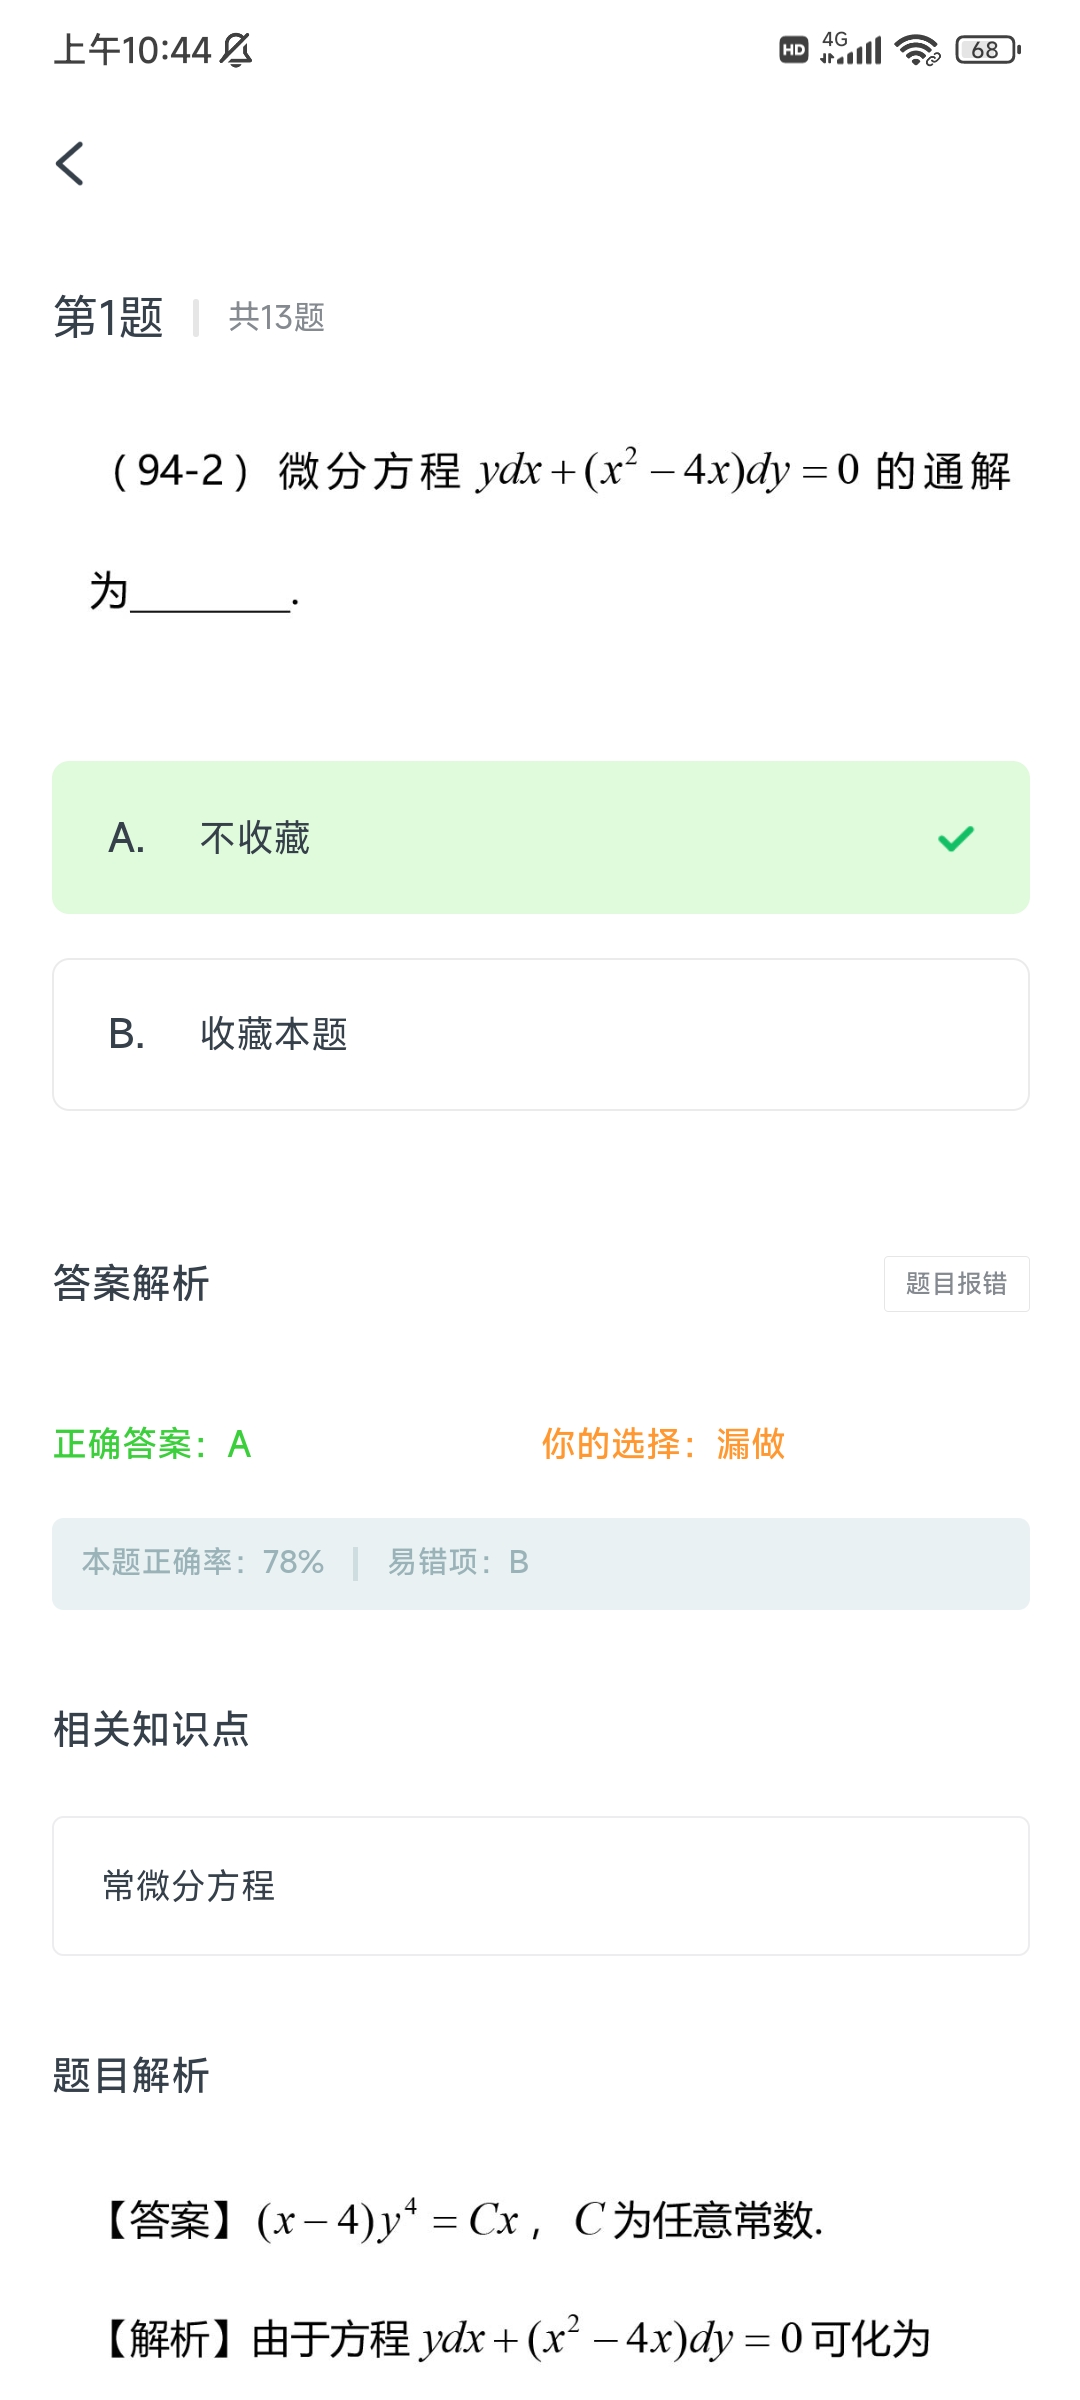 上午10:44
HD 4G 68
第1题 共13题
（94-2）微分方程 ydx+(x²−4x)dy=0 的通解
为________.
A. 不收藏
B. 收藏本题
答案解析 题目报错
正确答案：A 你的选择：漏做
本题正确率：78% 易错项：B
相关知识点
常微分方程
题目解析
【答案】(x−4)y⁴=Cx，C为任意常数.
【解析】由于方程 ydx+(x²−4x)dy=0 可化为